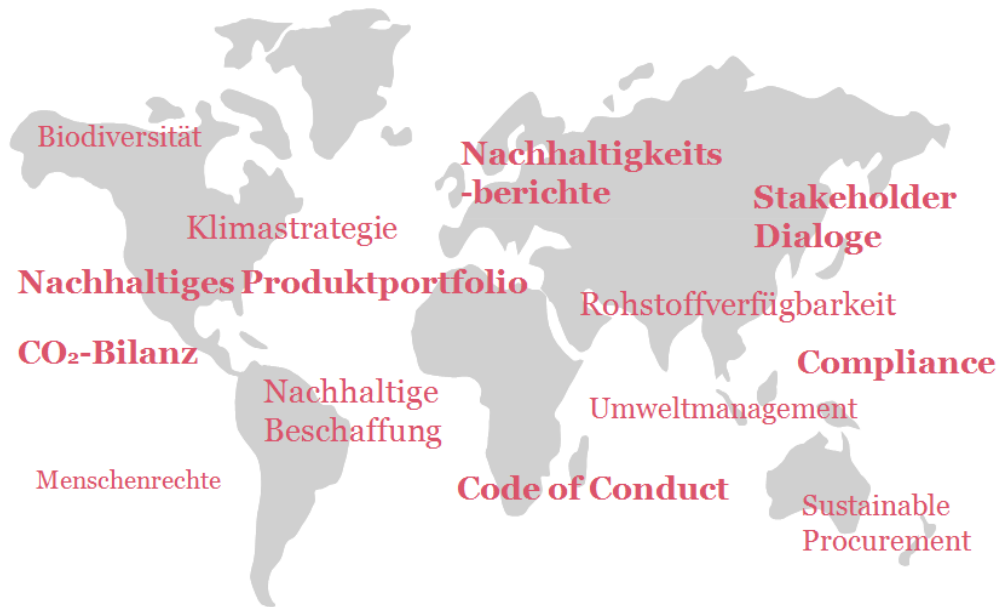 Biodiversität
Nachhaltigkeits
-berichte
Stakeholder
Dialoge
Klimastrategie
Nachhaltiges Produktportfolio
Rohstoffverfügbarkeit
CO₂-Bilanz
Compliance
Nachhaltige
Beschaffung
Umweltmanagement
Menschenrechte
Code of Conduct
Sustainable
Procurement